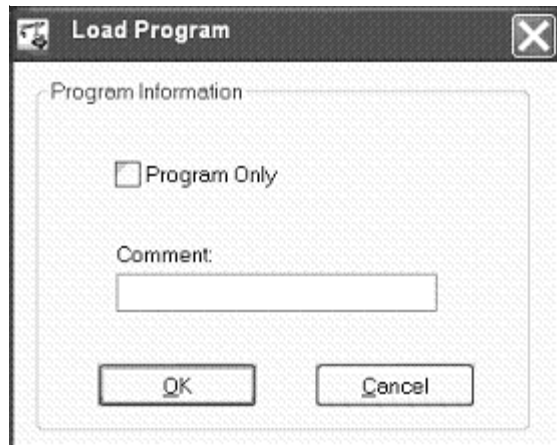 Load Program
Program Information
Program Only
Comment:
OK
Cancel